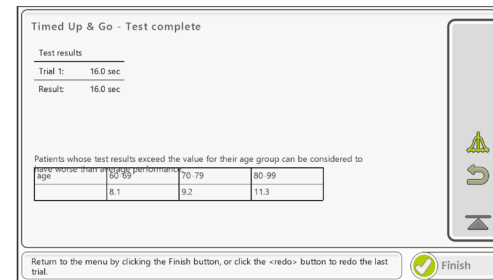 Timed Up & Go - Test complete
Test results
Trial 1: 16.0 sec
Result: 16.0 sec
Patients whose test results exceed the value for their age group can be considered to
have worse than average performance.
age 60-69 70-79 80-99
8.1 9.2 11.3
Return to the menu by clicking the Finish button, or click the <redo> button to redo the last
trial.
Finish